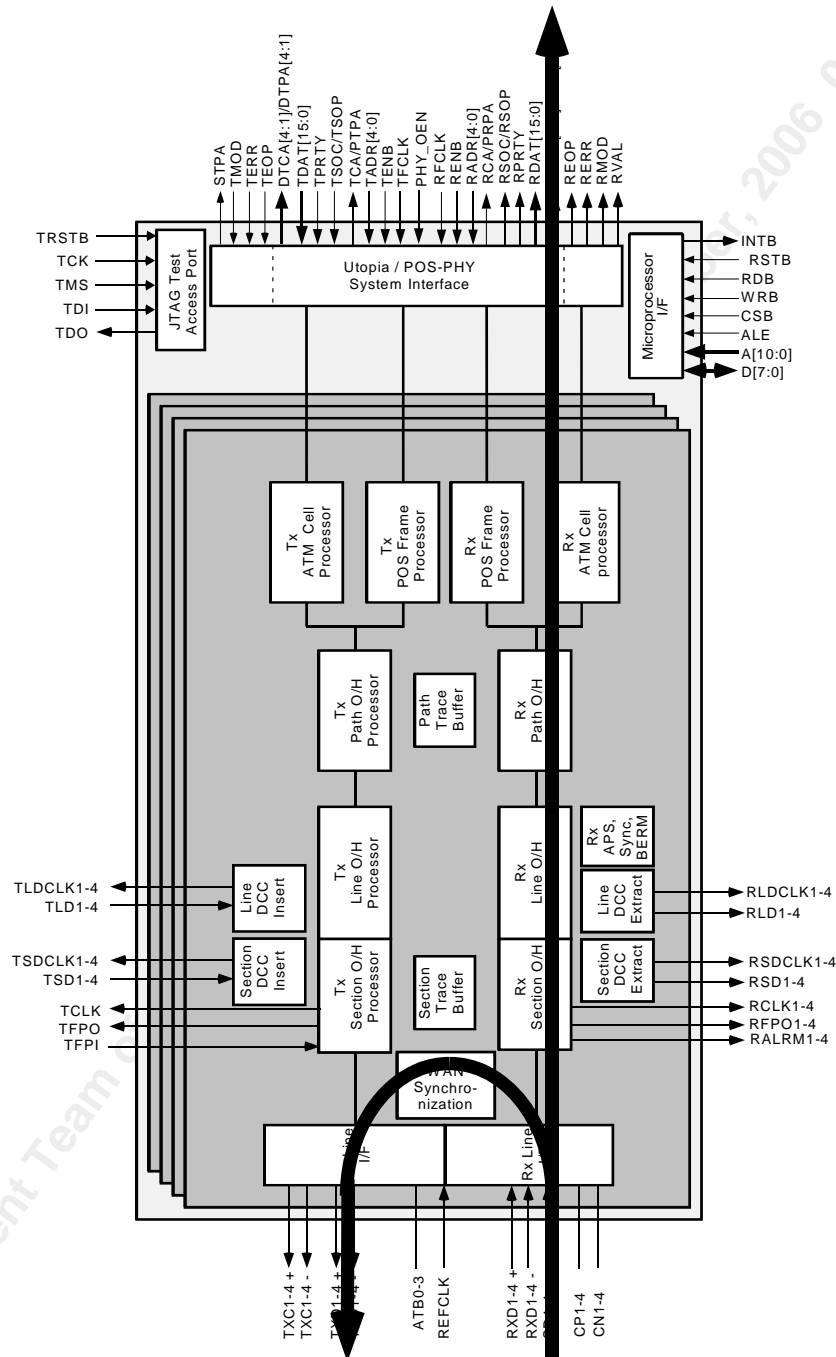 STPA
TMOD
TERR
TEOP
DTCA[4:1]/DTPA[4:1]
TDAT[15:0]
TPRTY
TSOC/TSOP
TCA/PTPA
TADR[4:0]
TENB
TFCLK
PHY_OEN
RFCLK
RENB
RADR[4:0]
RCA/PRPA
RSOC/RSOP
RPRTY
RDAT[15:0]
REOP
RERR
RMOD
RVAL
2006
TRSTB
TCK
TMS
TDI
TDO
JTAG Test
Access Port
Utopia / POS-PHY
System Interface
Microprocessor
I/F
INTB
RSTB
RDB
WRB
CSB
ALE
A[10:0]
D[7:0]
Tx
ATM Cell
Processor
Tx
POS Frame
Processor
Rx
POS Frame
Processor
Rx
ATM Cell
processor
Tx
Path O/H
Processor
Path
Trace
Buffer
Rx
Path O/H
Tx
Line O/H
Processor
Rx
Line O/H
Rx
APS,
Sync,
BERM
TLDCLK1-4
TLD1-4
Line
DCC
Insert
Line
DCC
Extract
RLDCLK1-4
RLD1-4
TSDCLK1-4
TSD1-4
Section
DCC
Insert
Tx
Section O/H
Processor
Section
Trace
Buffer
Rx
Section O/H
Section
DCC
Extract
RSDCLK1-4
RSD1-4
TCLK
TFPO
TFPI
RCLK1-4
RFPO1-4
RALRM1-4
WAN
Synchro-
nization
Line
I/F
Rx Line
TXC1-4 +
TXC1-4 -
ATB0-3
REFCLK
RXD1-4 +
RXD1-4 -
CP1-4
CN1-4
Team